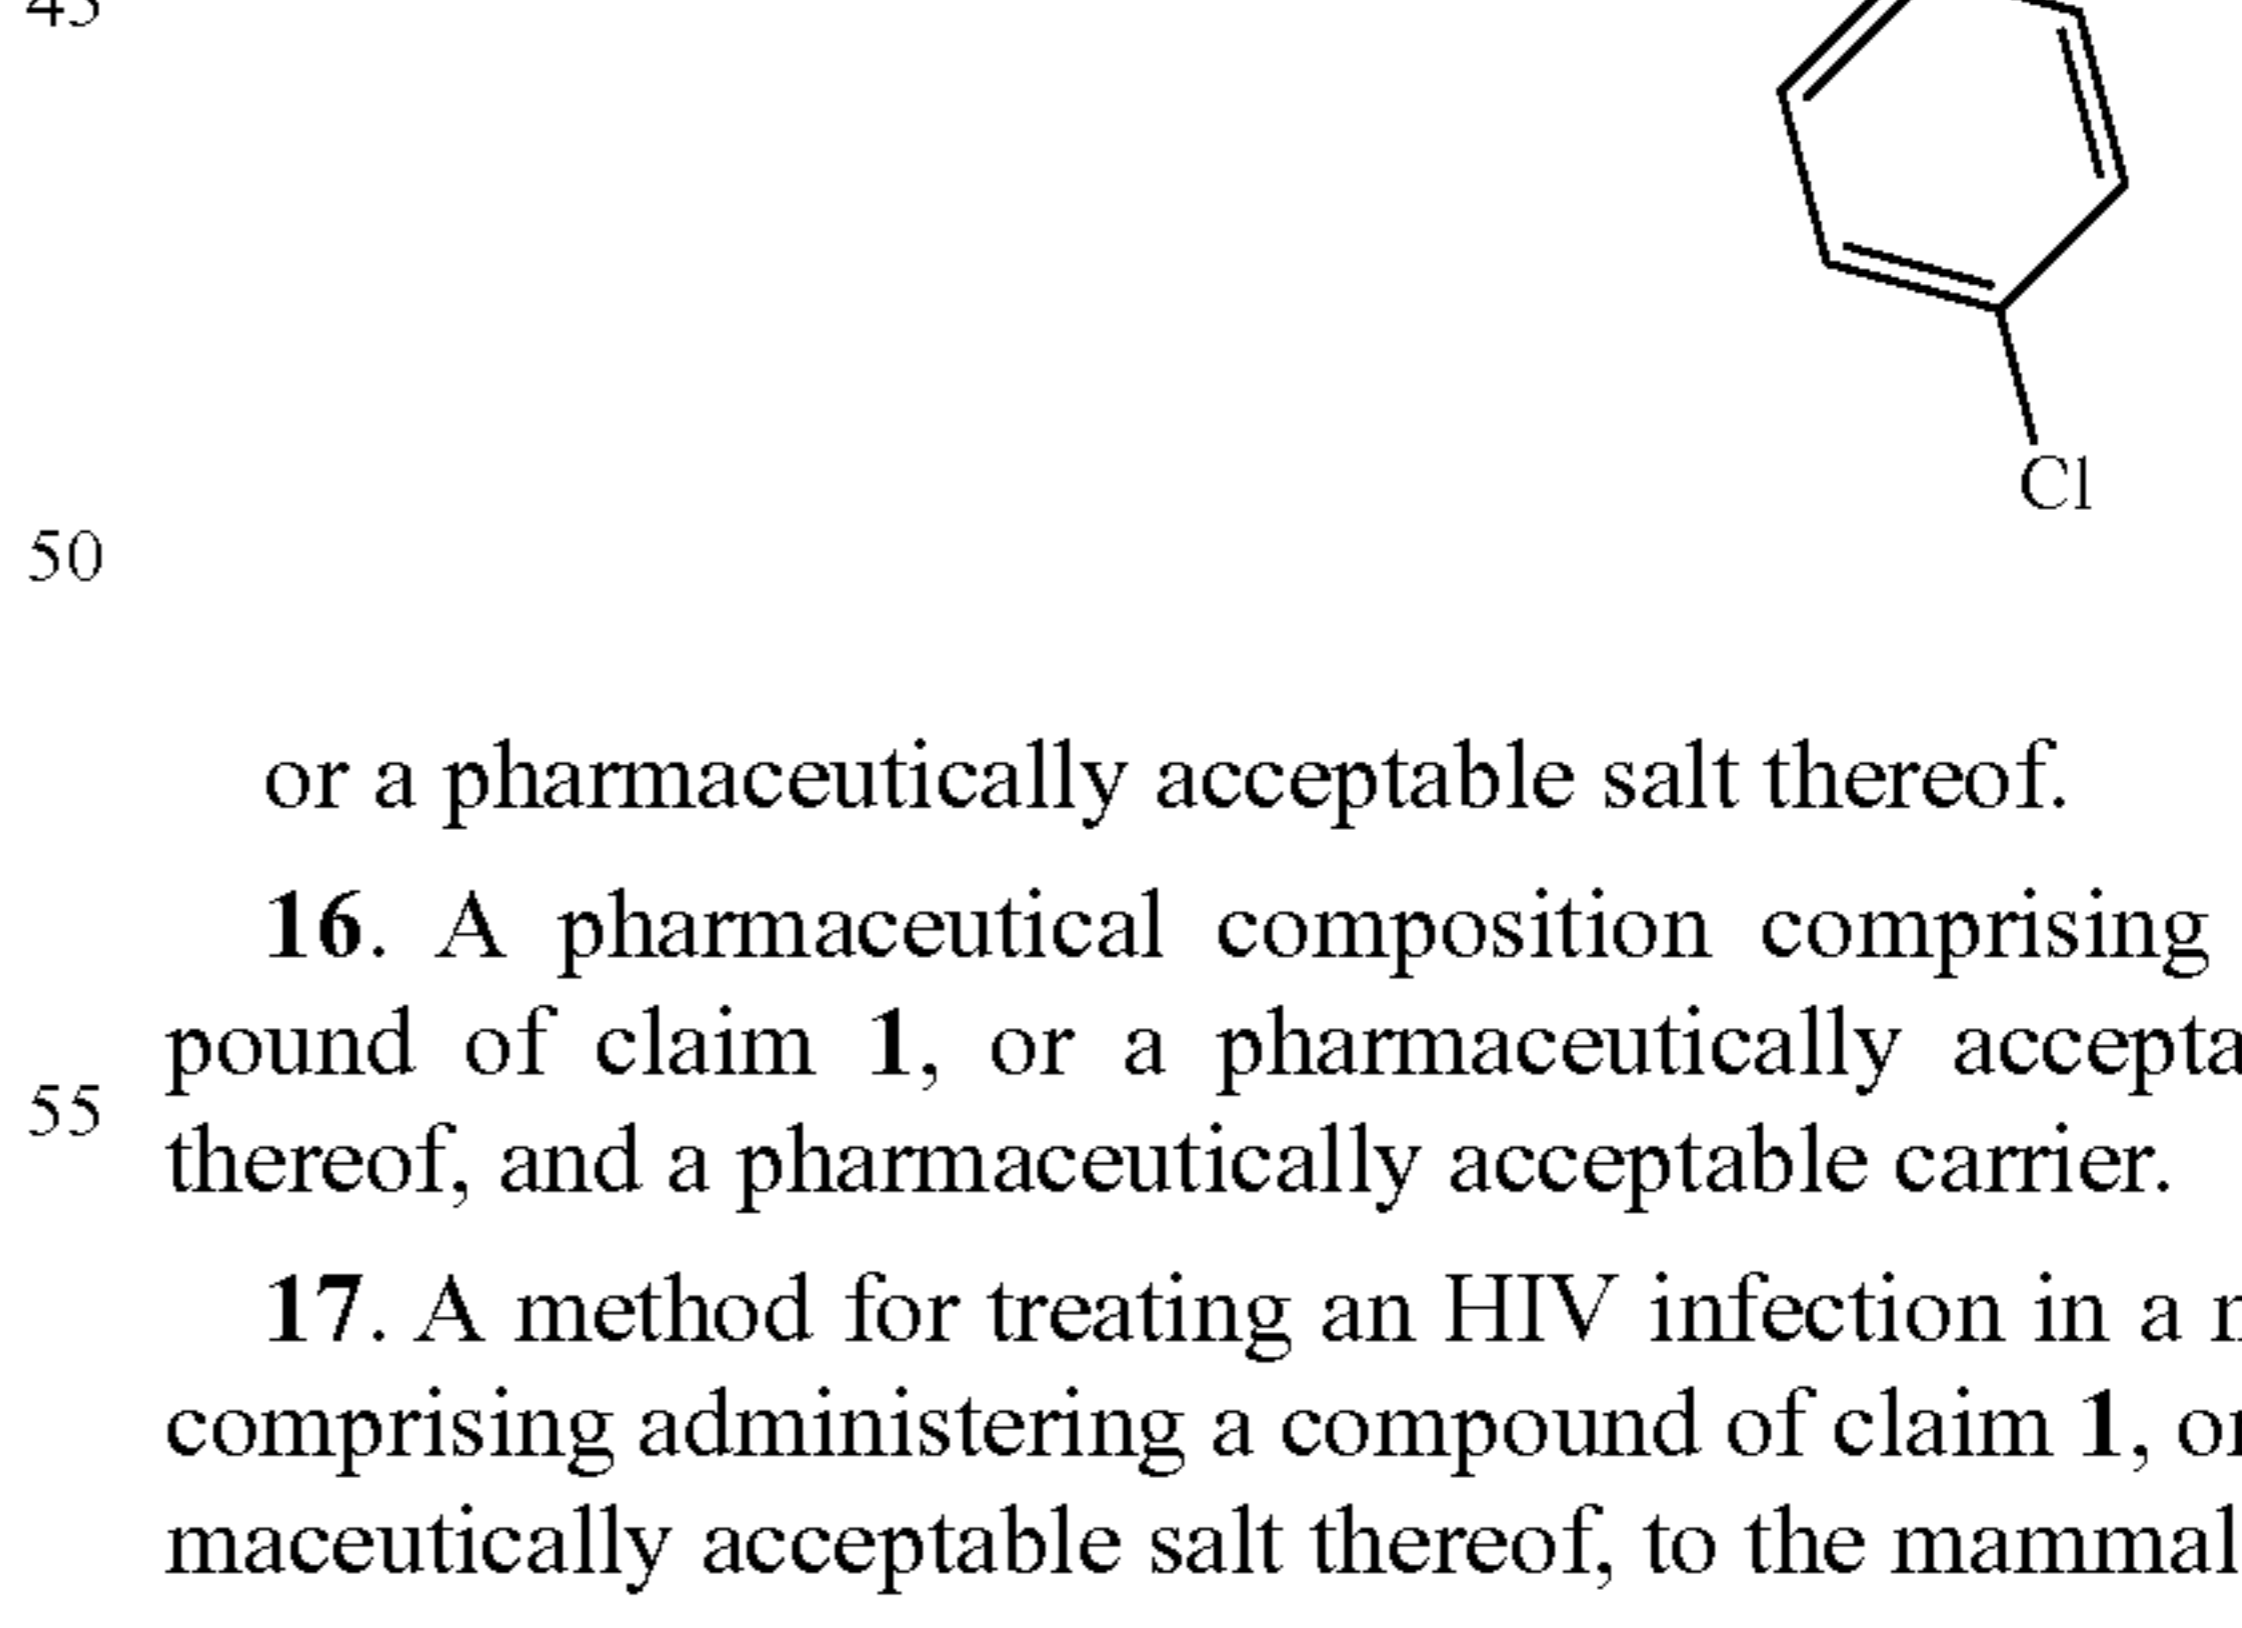 45
Cl
50
or a pharmaceutically acceptable salt thereof.
16. A pharmaceutical composition comprising
pound of claim 1, or a pharmaceutically accepta
55
thereof, and a pharmaceutically acceptable carrier.
17. A method for treating an HIV infection in a
comprising administering a compound of claim 1, or
maceutically acceptable salt thereof, to the mammal